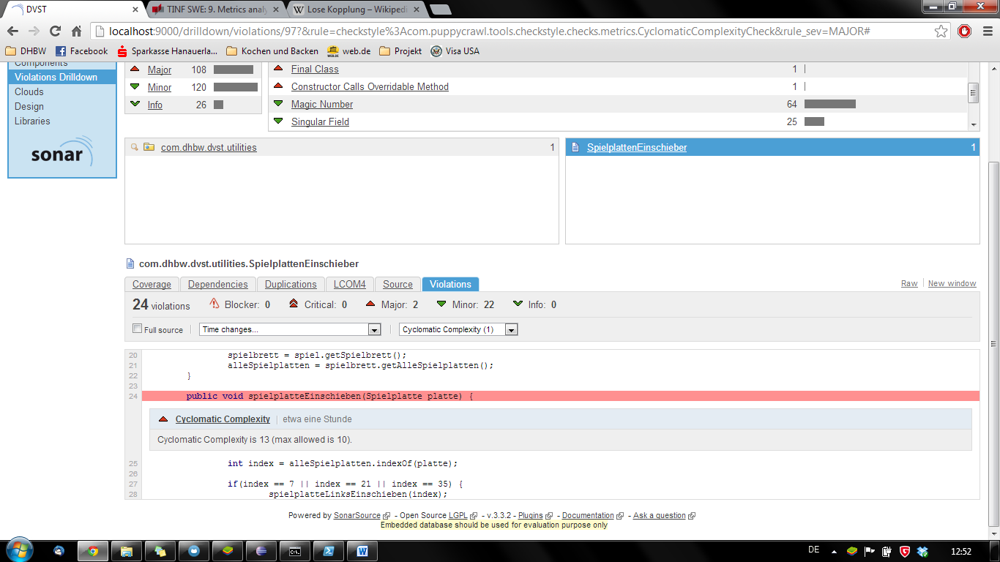 DVST
TINF SWE: 9. Metrics analy
Lose Kopplung – Wikipedi
localhost:9000/drilldown/violations/97?&rule=checkstyle%3Acom.puppycrawl.tools.checkstyle.checks.metrics.CyclomaticComplexityCheck&rule_sev=MAJOR#
DHBW Facebook Sparkasse Hanauerla... Kochen und Backen web.de Projekt Visa USA
Components
Violations Drilldown
Clouds
Design
Libraries
sonar
Major 108
Minor 120
Info 26
Final Class 1
Constructor Calls Overridable Method 1
Magic Number 64
Singular Field 25
com.dhbw.dvst.utilities 1
SpielplattenEinschieber 1
com.dhbw.dvst.utilities.SpielplattenEinschieber
Coverage Dependencies Duplications LCOM4 Source Violations Raw New window
24 violations Blocker: 0 Critical: 0 Major: 2 Minor: 22 Info: 0
Full source Time changes... Cyclomatic Complexity (1)
20 spielbrett = spiel.getSpielbrett();
21 alleSpielplatten = spielbrett.getAlleSpielplatten();
22 }
23
24 public void spielplatteEinschieben(Spielplatte platte) {
Cyclomatic Complexity etwa eine Stunde
Cyclomatic Complexity is 13 (max allowed is 10).
25 int index = alleSpielplatten.indexOf(platte);
26
27 if(index == 7 || index == 21 || index == 35) {
28 spielplatteLinksEinschieben(index);
Powered by SonarSource - Open Source LGPL - v.3.3.2 - Plugins - Documentation - Ask a question
Embedded database should be used for evaluation purpose only
C:\.
W
DE
12:52